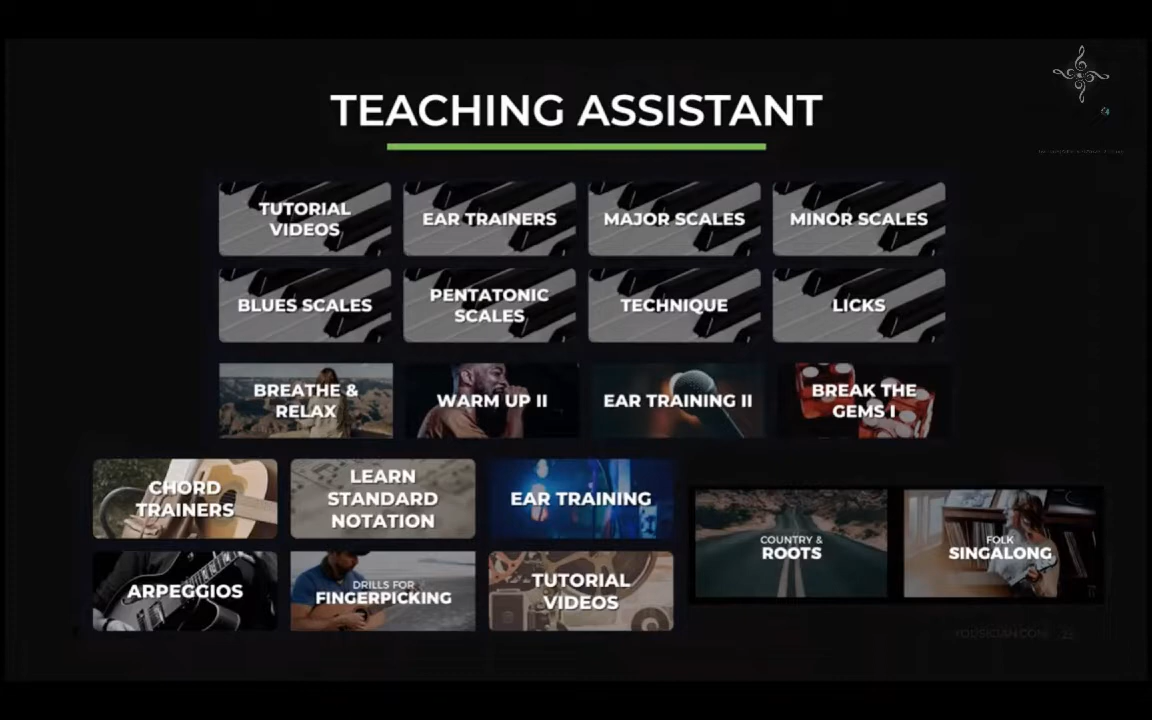 TEACHING ASSISTANT
TUTORIAL
VIDEOS
EAR TRAINERS
MAJOR SCALES
MINOR SCALES
BLUES SCALES
PENTATONIC
SCALES
TECHNIQUE
LICKS
BREATHE &
RELAX
WARM UP II
EAR TRAINING II
BREAK THE
GEMS I
CHORD
TRAINERS
LEARN
STANDARD
NOTATION
EAR TRAINING
COUNTRY &
ROOTS
FOLK
SINGALONG
ARPEGGIOS
DRILLS FOR
FINGERPICKING
TUTORIAL
VIDEOS
YOUSICIAN.COM